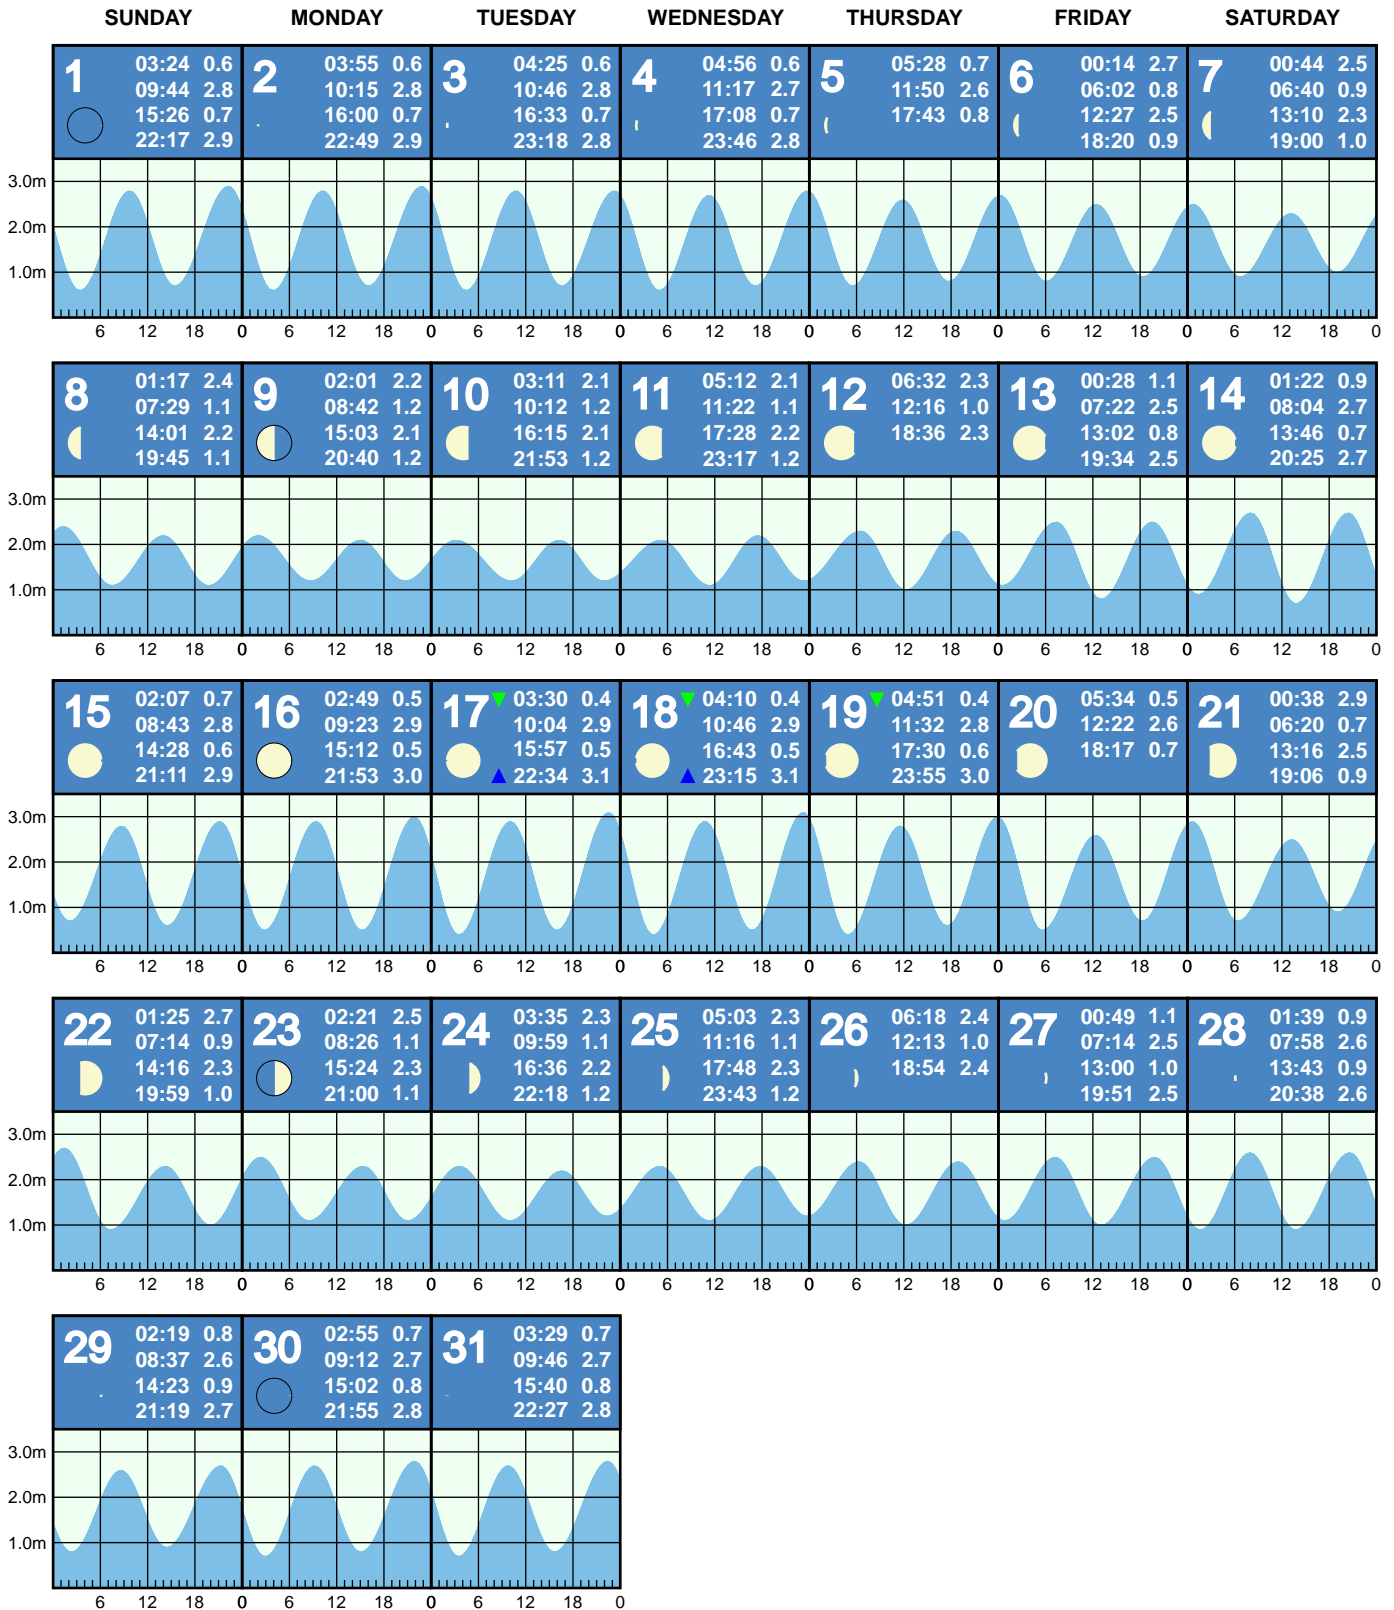 SUNDAY MONDAY TUESDAY WEDNESDAY THURSDAY FRIDAY SATURDAY
1 03:24 0.6
09:44 2.8
15:26 0.7
22:17 2.9
2 03:55 0.6
10:15 2.8
16:00 0.7
22:49 2.9
3 04:25 0.6
10:46 2.8
16:33 0.7
23:18 2.8
4 04:56 0.6
11:17 2.7
17:08 0.7
23:46 2.8
5 05:28 0.7
11:50 2.6
17:43 0.8
6 00:14 2.7
06:02 0.8
12:27 2.5
18:20 0.9
7 00:44 2.5
06:40 0.9
13:10 2.3
19:00 1.0
3.0m
2.0m
1.0m
6 12 18 0 6 12 18 0 6 12 18 0 6 12 18 0 6 12 18 0 6 12 18 0 6 12 18 0
8 01:17 2.4
07:29 1.1
14:01 2.2
19:45 1.1
9 02:01 2.2
08:42 1.2
15:03 2.1
20:40 1.2
10 03:11 2.1
10:12 1.2
16:15 2.1
21:53 1.2
11 05:12 2.1
11:22 1.1
17:28 2.2
23:17 1.2
12 06:32 2.3
12:16 1.0
18:36 2.3
13 00:28 1.1
07:22 2.5
13:02 0.8
19:34 2.5
14 01:22 0.9
08:04 2.7
13:46 0.7
20:25 2.7
3.0m
2.0m
1.0m
6 12 18 0 6 12 18 0 6 12 18 0 6 12 18 0 6 12 18 0 6 12 18 0 6 12 18 0
15 02:07 0.7
08:43 2.8
14:28 0.6
21:11 2.9
16 02:49 0.5
09:23 2.9
15:12 0.5
21:53 3.0
17 03:30 0.4
10:04 2.9
15:57 0.5
22:34 3.1
18 04:10 0.4
10:46 2.9
16:43 0.5
23:15 3.1
19 04:51 0.4
11:32 2.8
17:30 0.6
23:55 3.0
20 05:34 0.5
12:22 2.6
18:17 0.7
21 00:38 2.9
06:20 0.7
13:16 2.5
19:06 0.9
3.0m
2.0m
1.0m
6 12 18 0 6 12 18 0 6 12 18 0 6 12 18 0 6 12 18 0 6 12 18 0 6 12 18 0
22 01:25 2.7
07:14 0.9
14:16 2.3
19:59 1.0
23 02:21 2.5
08:26 1.1
15:24 2.3
21:00 1.1
24 03:35 2.3
09:59 1.1
16:36 2.2
22:18 1.2
25 05:03 2.3
11:16 1.1
17:48 2.3
23:43 1.2
26 06:18 2.4
12:13 1.0
18:54 2.4
27 00:49 1.1
07:14 2.5
13:00 1.0
19:51 2.5
28 01:39 0.9
07:58 2.6
13:43 0.9
20:38 2.6
3.0m
2.0m
1.0m
6 12 18 0 6 12 18 0 6 12 18 0 6 12 18 0 6 12 18 0 6 12 18 0 6 12 18 0
29 02:19 0.8
08:37 2.6
14:23 0.9
21:19 2.7
30 02:55 0.7
09:12 2.7
15:02 0.8
21:55 2.8
31 03:29 0.7
09:46 2.7
15:40 0.8
22:27 2.8
3.0m
2.0m
1.0m
6 12 18 0 6 12 18 0 6 12 18 0